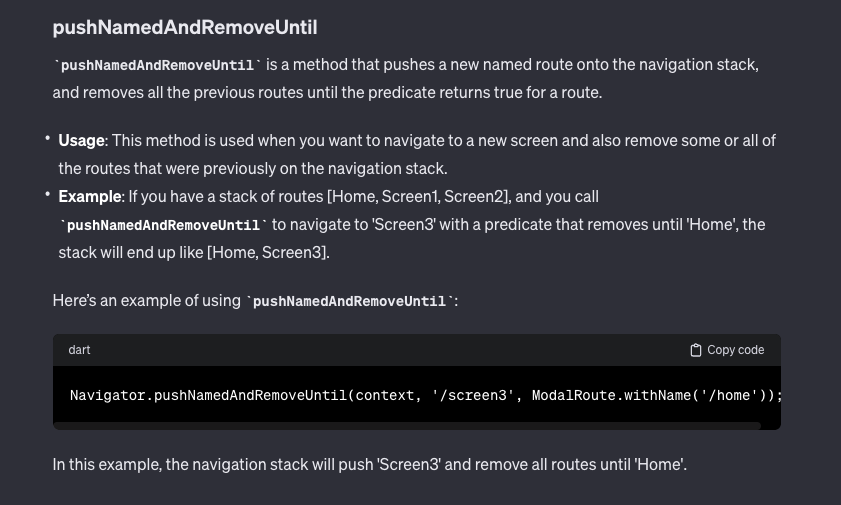 pushNamedAndRemoveUntil
`pushNamedAndRemoveUntil` is a method that pushes a new named route onto the navigation stack,
and removes all the previous routes until the predicate returns true for a route.
• Usage: This method is used when you want to navigate to a new screen and also remove some or all of
the routes that were previously on the navigation stack.
• Example: If you have a stack of routes [Home, Screen1, Screen2], and you call
`pushNamedAndRemoveUntil` to navigate to 'Screen3' with a predicate that removes until 'Home', the
stack will end up like [Home, Screen3].
Here’s an example of using `pushNamedAndRemoveUntil`:
dart Copy code
Navigator.pushNamedAndRemoveUntil(context, '/screen3', ModalRoute.withName('/home'));
In this example, the navigation stack will push 'Screen3' and remove all routes until 'Home'.